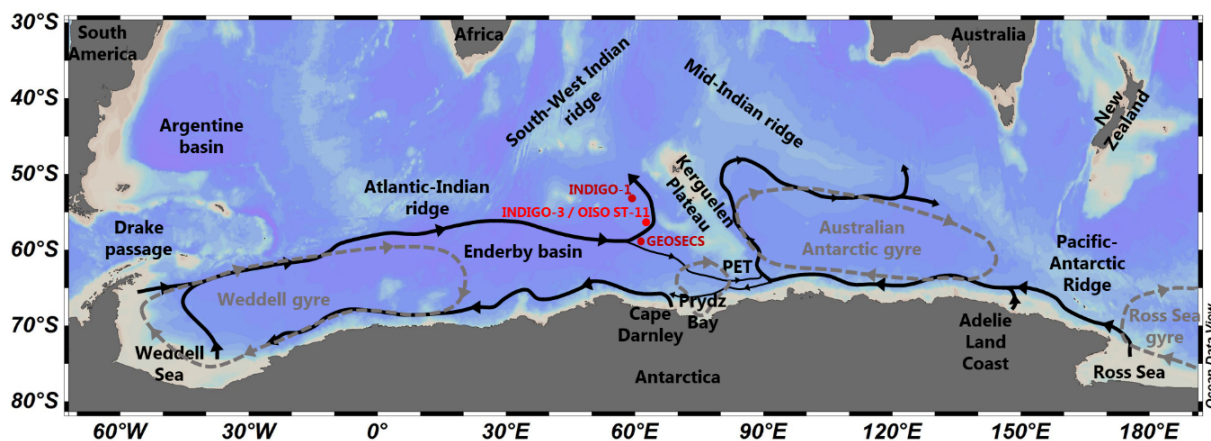 30°S
40°S
50°S
60°S
70°S
80°S
South
America
Africa
Australia
New
Zealand
South-West Indian
ridge
Mid-Indian ridge
Argentine
basin
Kerguelen
Plateau
INDIGO-1
Atlantic-Indian
ridge
INDIGO-3 / OISO ST-11
Drake
passage
GEOSECS
Enderby basin
Australian
Antarctic gyre
Pacific-
Antarctic
Ridge
PET
Weddell gyre
Prydz
Bay
Cape
Darnley
Adelie
Land
Coast
Ross Sea
gyre
Weddell
Sea
Ross Sea
Antarctica
Ocean Data View
60°W
30°W
0°
30°E
60°E
90°E
120°E
150°E
180°E